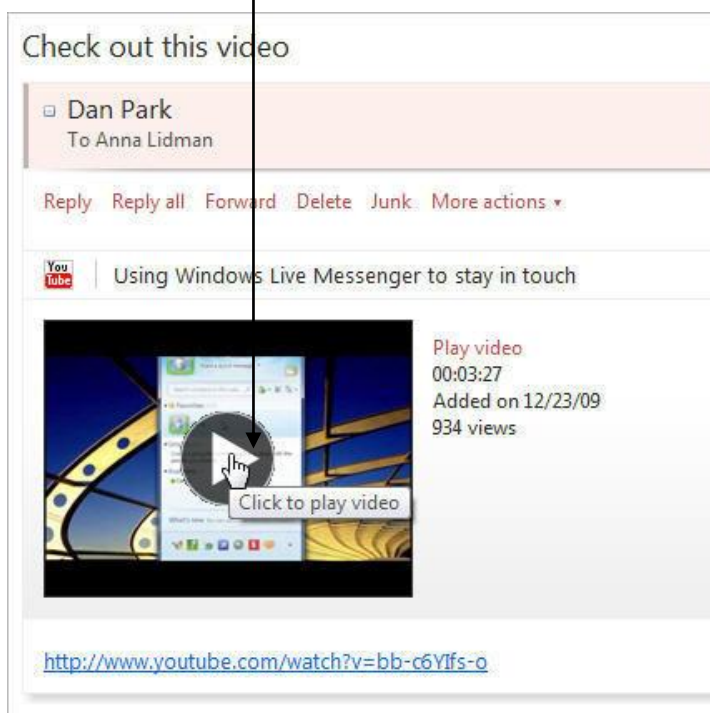 Check out this video
Dan Park
To Anna Lidman
Reply Reply all Forward Delete Junk More actions
You
Tube
Using Windows Live Messenger to stay in touch
Play video
00:03:27
Added on 12/23/09
934 views
Click to play video
http://www.youtube.com/watch?v=bb-c6YIfs-o